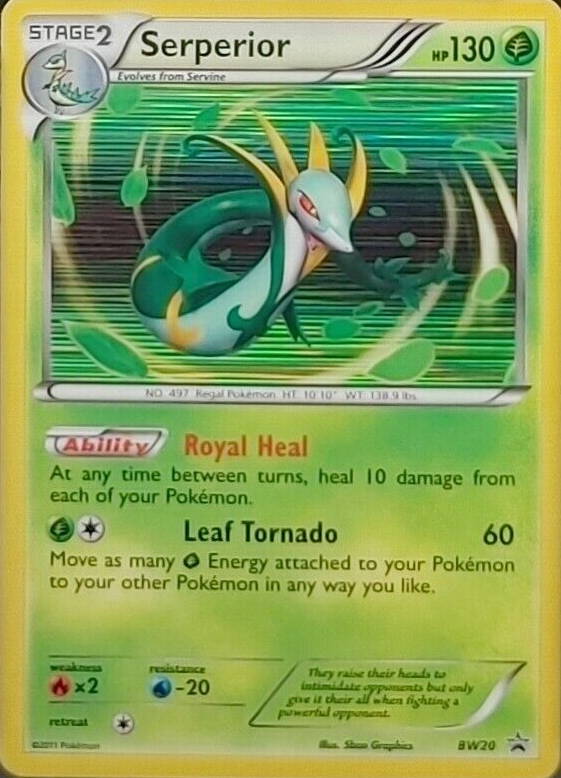 STAGE2
Serperior
HP130
Evolves from Servine
NO. 497 Regal Pokémon HT: 10'10" WT: 138.9 lbs.
Ability Royal Heal
At any time between turns, heal 10 damage from
each of your Pokémon.
Leaf Tornado 60
Move as many Energy attached to your Pokémon
to your other Pokémon in any way you like.
weakness
×2
resistance
-20
retreat
They raise their heads to
intimidate opponents but only
give it their all when fighting a
powerful opponent.
©2011 Pokémon
Illus. Shoo Graphics
BW20